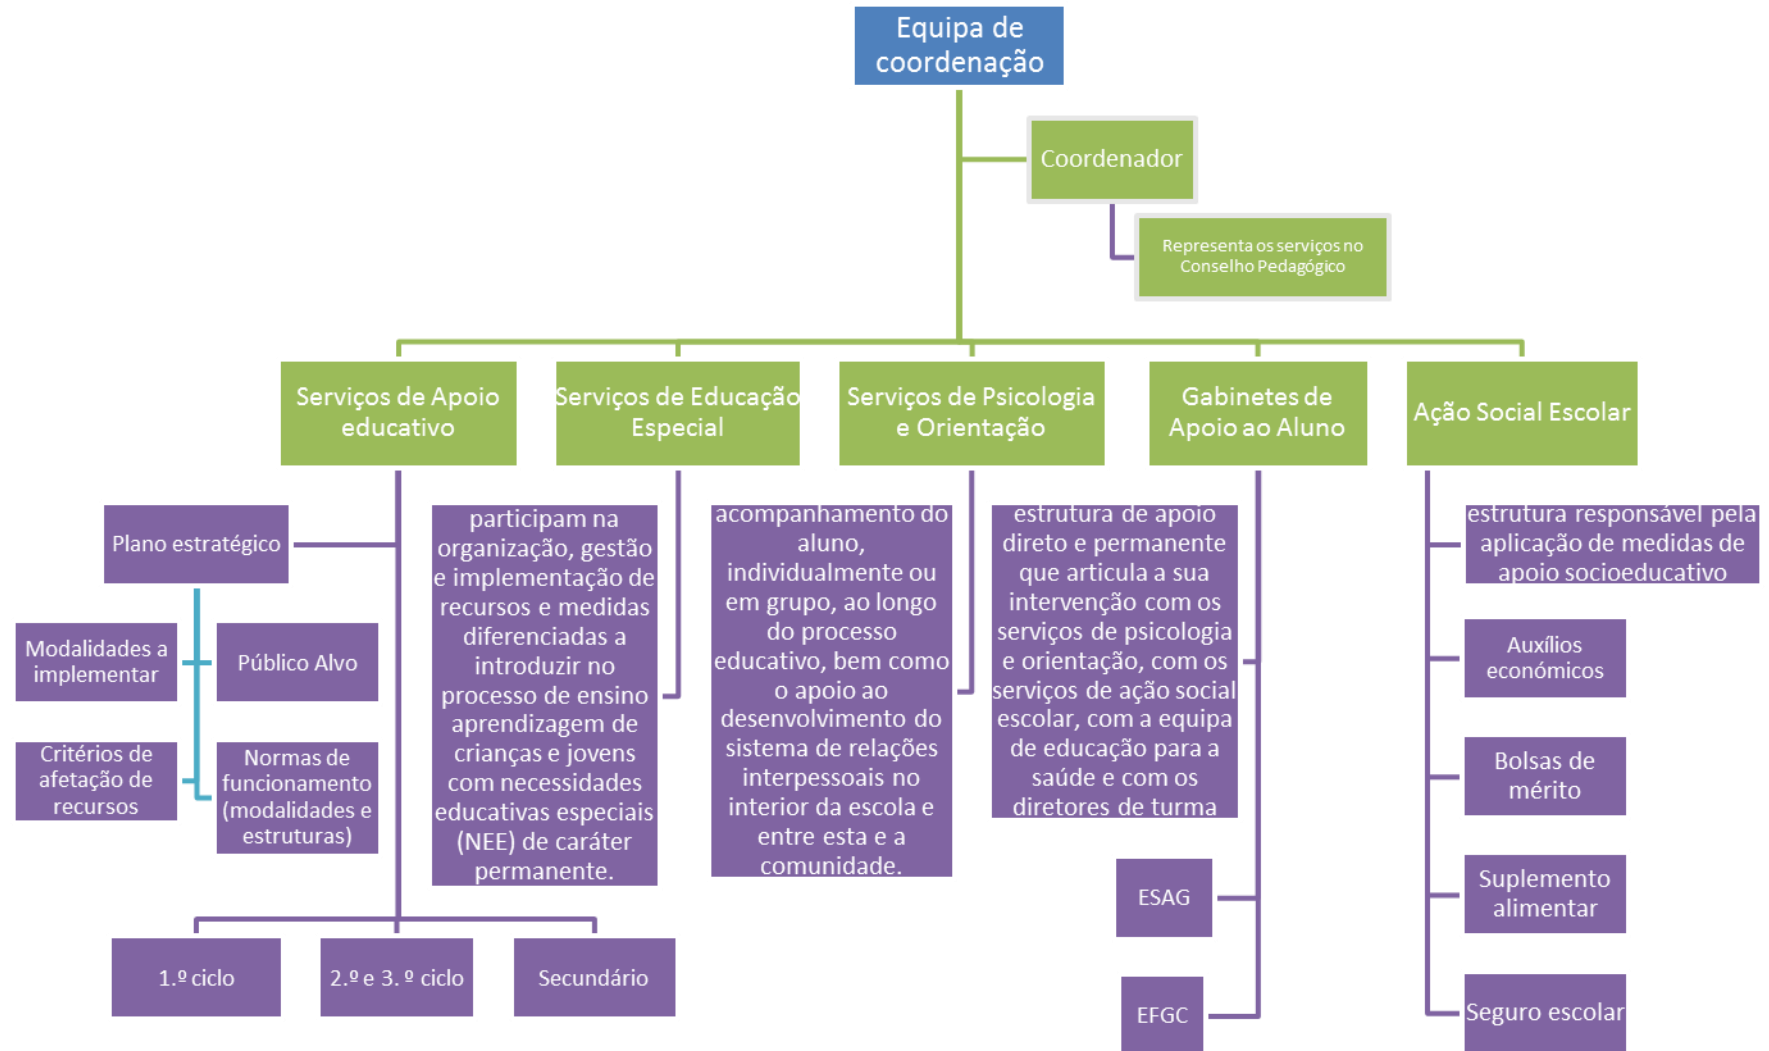 Equipa de
coordenação
Coordenador
Representa os serviços no
Conselho Pedagógico
Serviços de Apoio
educativo
Serviços de Educação
Especial
Serviços de Psicologia
e Orientação
Gabinetes de
Apoio ao Aluno
Ação Social Escolar
Plano estratégico
Modalidades a
implementar
Público Alvo
Critérios de
afetação de
recursos
Normas de
funcionamento
(modalidades e
estruturas)
1.º ciclo
2.º e 3. º ciclo
Secundário
participam na
organização, gestão
e implementação de
recursos e medidas
diferenciadas a
introduzir no
processo de ensino
aprendizagem de
crianças e jovens
com necessidades
educativas especiais
(NEE) de caráter
permanente.
acompanhamento do
aluno,
individualmente ou
em grupo, ao longo
do processo
educativo, bem como
o apoio ao
desenvolvimento do
sistema de relações
interpessoais no
interior da escola e
entre esta e a
comunidade.
estrutura de apoio
direto e permanente
que articula a sua
intervenção com os
serviços de psicologia
e orientação, com os
serviços de ação social
escolar, com a equipa
de educação para a
saúde e com os
diretores de turma
ESAG
EFGC
estrutura responsável pela
aplicação de medidas de
apoio socioeducativo
Auxílios
económicos
Bolsas de
mérito
Suplemento
alimentar
Seguro escolar